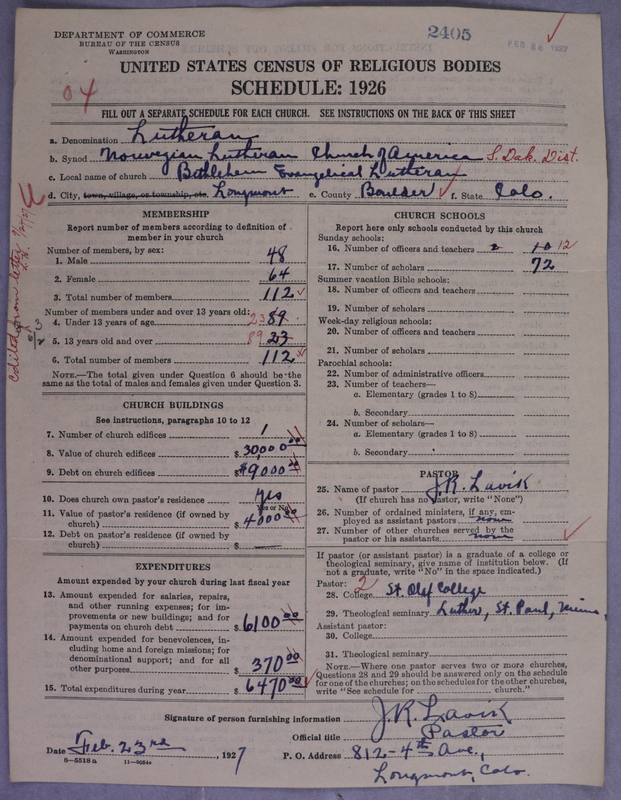 DEPARTMENT OF COMMERCE
BUREAU OF THE CENSUS
WASHINGTON
2405
FEB 26 1927
UNITED STATES CENSUS OF RELIGIOUS BODIES
SCHEDULE: 1926
04
FILL OUT A SEPARATE SCHEDULE FOR EACH CHURCH. SEE INSTRUCTIONS ON THE BACK OF THIS SHEET
a. Denomination Lutheran
b. Synod Norwegian Lutheran Church of America S. Dak. Dist.
c. Local name of church Bethlehem Evangelical Lutheran
d. City, town, village, or township, etc. Longmont e. County Boulder f. State Colo.
MEMBERSHIP
Report number of members according to definition of member in your church
Number of members, by sex:
1. Male 48
2. Female 64
3. Total number of members 112
Number of members under and over 13 years old:
4. Under 13 years of age 23 89
5. 13 years old and over 89 23
6. Total number of members 112
NOTE.—The total given under Question 6 should be the
same as the total of males and females given under Question 3.
CHURCH BUILDINGS
See instructions, paragraphs 10 to 12
7. Number of church edifices 1
8. Value of church edifices $30,000 00
9. Debt on church edifices $9000
10. Does church own pastor's residence yes
Yes or No
11. Value of pastor's residence (if owned by
church) $ 4000 00
12. Debt on pastor's residence (if owned by
church) $ —
EXPENDITURES
Amount expended by your church during last fiscal year
13. Amount expended for salaries, repairs,
and other running expenses; for im-
provements or new buildings; and for
payments on church debt $ 6100 00
14. Amount expended for benevolences, in-
cluding home and foreign missions; for
denominational support; and for all
other purposes $ 370 00
15. Total expenditures during year $ 6470 00
CHURCH SCHOOLS
Report here only schools conducted by this church
Sunday schools:
16. Number of officers and teachers 2 10 12
17. Number of scholars 72
Summer vacation Bible schools:
18. Number of officers and teachers
19. Number of scholars
Week-day religious schools:
20. Number of officers and teachers
21. Number of scholars
Parochial schools:
22. Number of administrative officers
23. Number of teachers—
a. Elementary (grades 1 to 8)
b. Secondary
24. Number of scholars—
a. Elementary (grades 1 to 8)
b. Secondary
PASTOR
25. Name of pastor J.R. Lavik
(If church has no pastor, write "None")
26. Number of ordained ministers, if any, em-
ployed as assistant pastors none
27. Number of other churches served by the
pastor or his assistants none
If pastor (or assistant pastor) is a graduate of a college or
theological seminary, give name of institution below. (If
not a graduate, write "No" in the space indicated.)
Pastor: 2
28. College St. Olaf College
29. Theological seminary Luther, St. Paul, Minn.
Assistant pastor:
30. College
31. Theological seminary
NOTE.—Where one pastor serves two or more churches,
Questions 28 and 29 should be answered only on the schedule
for one of the churches; on the schedules for the other churches,
write "See schedule for church."
Signature of person furnishing information J.R. Lavik
Official title Pastor
Date Feb. 23rd, 1927 P. O. Address 812-4th Ave.,
Longmont, Colo.
8-5518 a 11-9054